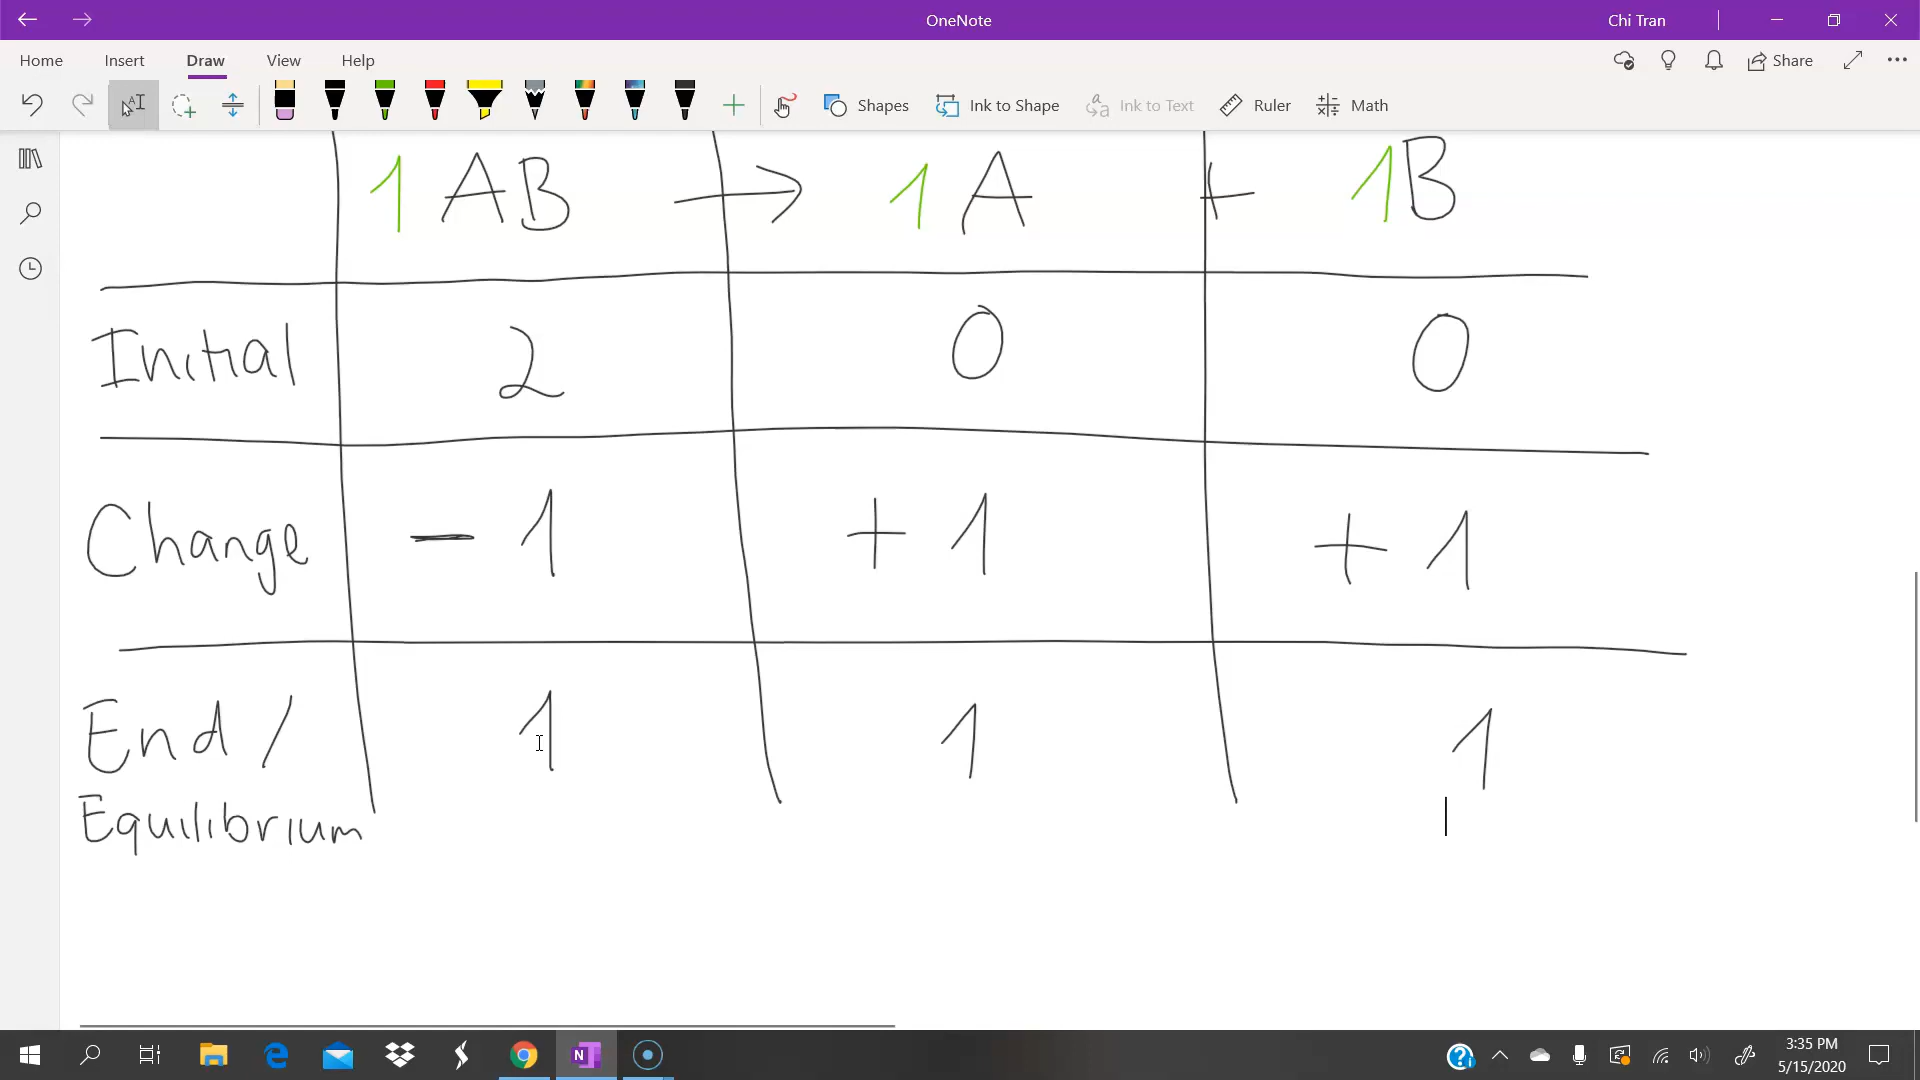 OneNote
Chi Tran
Home Insert Draw View Help
Share
Shapes Ink to Shape Ink to Text Ruler Math
1 AB → 1 A + 1B
Initial 2 0 0
Change - 1 + 1 + 1
End / 1 1 1
Equilibrium
3:35 PM
5/15/2020